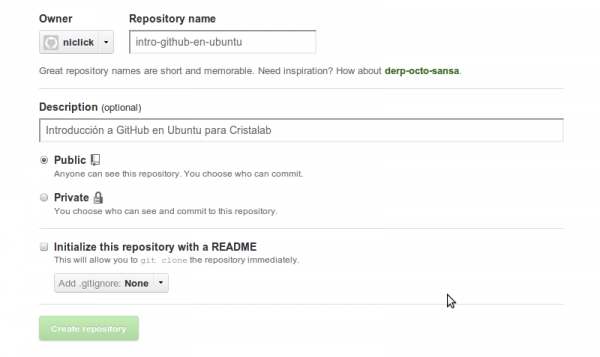 Owner Repository name
niclick intro-github-en-ubuntu
Great repository names are short and memorable. Need inspiration? How about derp-octo-sansa.
Description (optional)
Introducción a GitHub en Ubuntu para Cristalab
Public
Anyone can see this repository. You choose who can commit.
Private
You choose who can see and commit to this repository.
Initialize this repository with a README
This will allow you to git clone the repository immediately.
Add .gitignore: None
Create repository